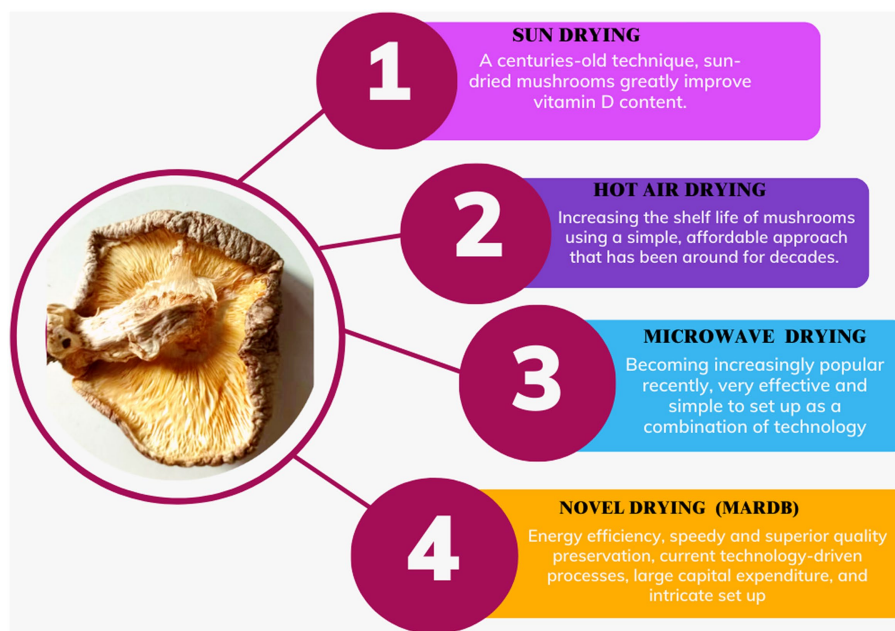 1
SUN DRYING
A centuries-old technique, sun-
dried mushrooms greatly improve
vitamin D content.
2
HOT AIR DRYING
Increasing the shelf life of mushrooms
using a simple, affordable approach
that has been around for decades.
3
MICROWAVE DRYING
Becoming increasingly popular
recently, very effective and
simple to set up as a
combination of technology
4
NOVEL DRYING (MARDB)
Energy efficiency, speedy and superior quality
preservation, current technology-driven
processes, large capital expenditure, and
intricate set up